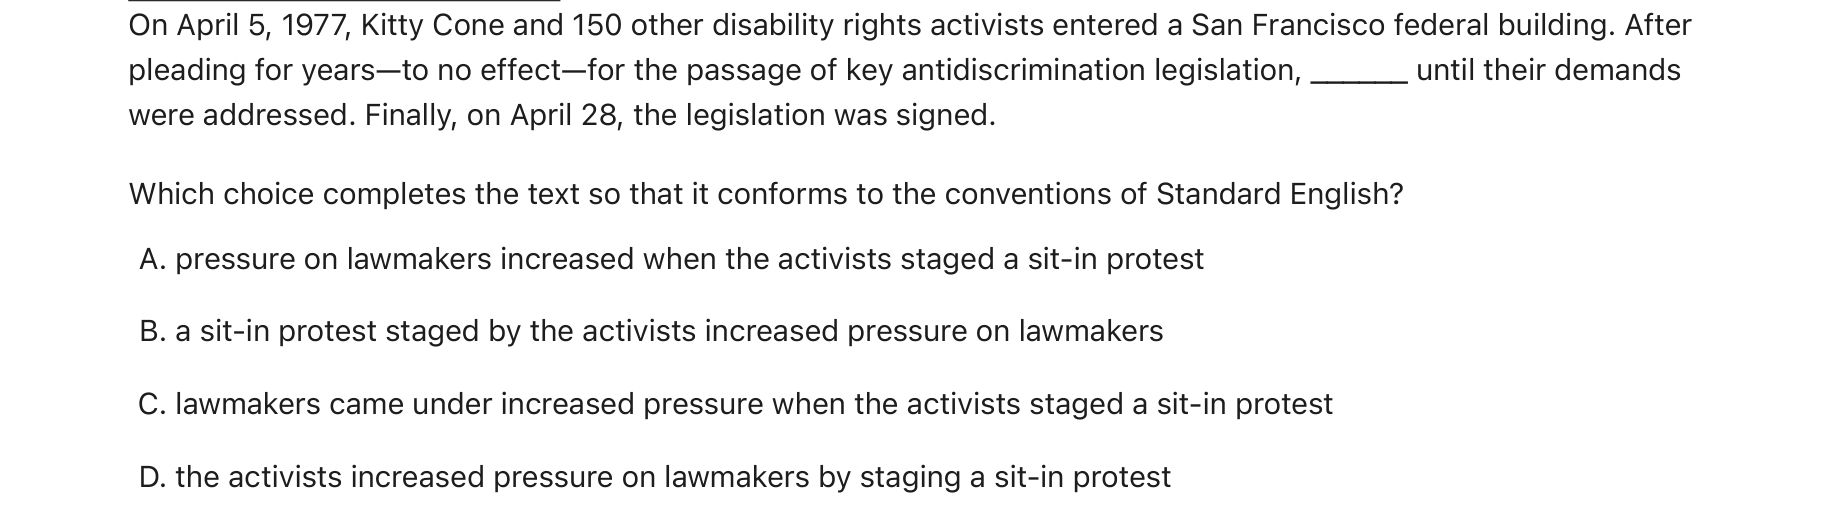 On April 5, 1977, Kitty Cone and 150 other disability rights activists entered a San Francisco federal building. After
pleading for years—to no effect—for the passage of key antidiscrimination legislation, ______ until their demands
were addressed. Finally, on April 28, the legislation was signed.
Which choice completes the text so that it conforms to the conventions of Standard English?
A. pressure on lawmakers increased when the activists staged a sit-in protest
B. a sit-in protest staged by the activists increased pressure on lawmakers
C. lawmakers came under increased pressure when the activists staged a sit-in protest
D. the activists increased pressure on lawmakers by staging a sit-in protest